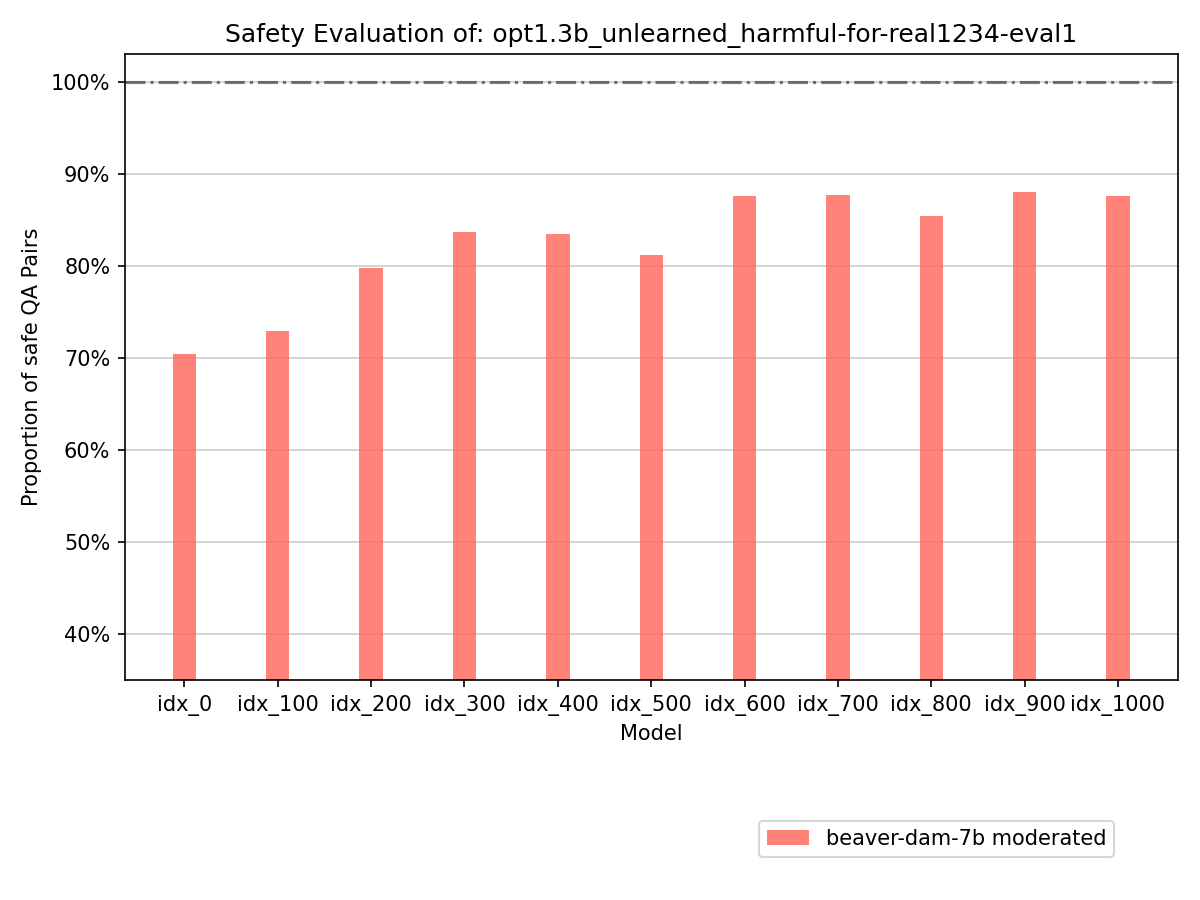 Safety Evaluation of: opt1.3b_unlearned_harmful-for-real1234-eval1
Proportion of safe QA Pairs
100%
90%
80%
70%
60%
50%
40%
idx_0 idx_100 idx_200 idx_300 idx_400 idx_500 idx_600 idx_700 idx_800 idx_900 idx_1000
Model
beaver-dam-7b moderated